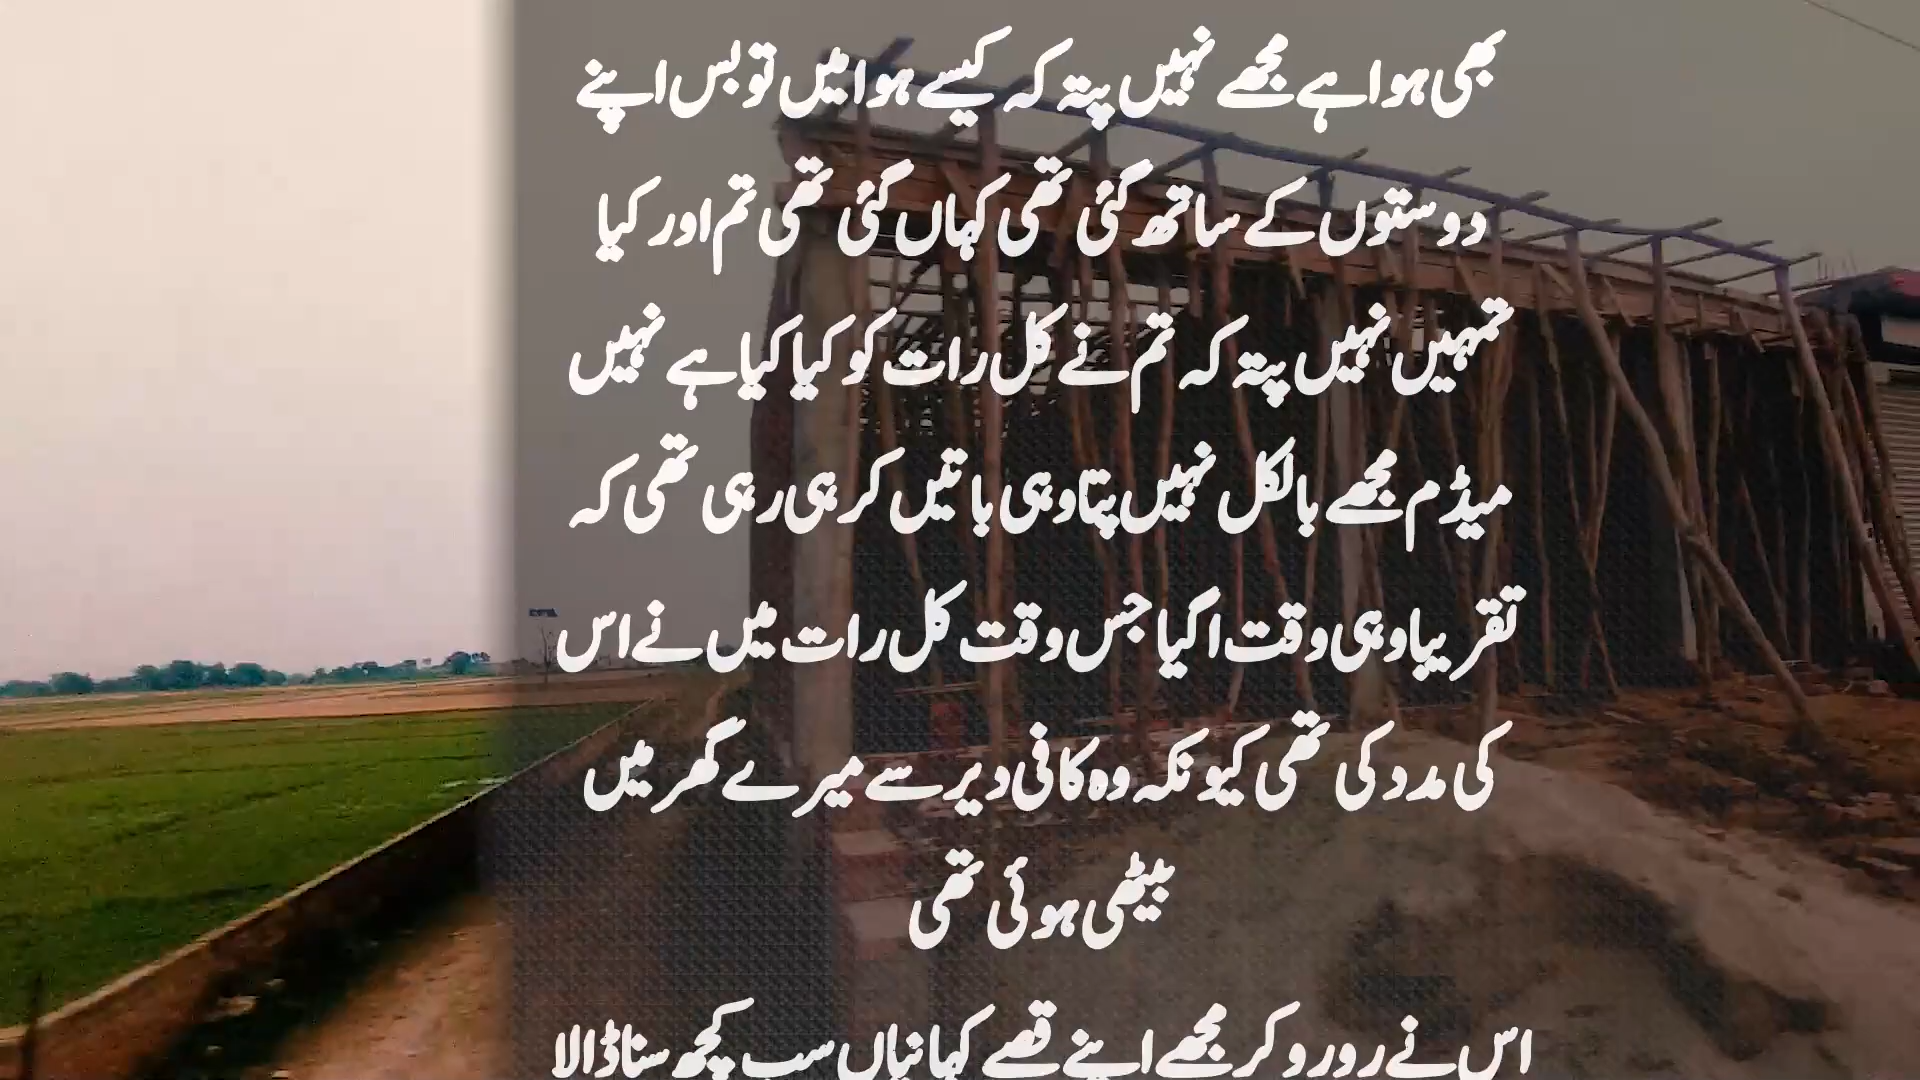 بھی ہوا ہے مجھے نہیں پتہ کہ کیسے ہوا میں تو بس اپنے
دوستوں کے ساتھ گئی تھی کہاں گئی تھی تم اور کیا
تمہیں نہیں پتہ کہ تم نے کل رات کو کیا کیا ہے نہیں
میڈم مجھے بالکل نہیں پتا وہی باتیں کر ہی رہی تھی کہ
تقریبا وہی وقت اگیا جس وقت کل رات میں نے اس
کی مدد کی تھی کیونکہ وہ کافی دیر سے میرے گھر میں
بیٹھی ہوئی تھی
اس نے رو رو کر مجھے اپنے قصے کہانیاں سب کچھ سنا ڈالا